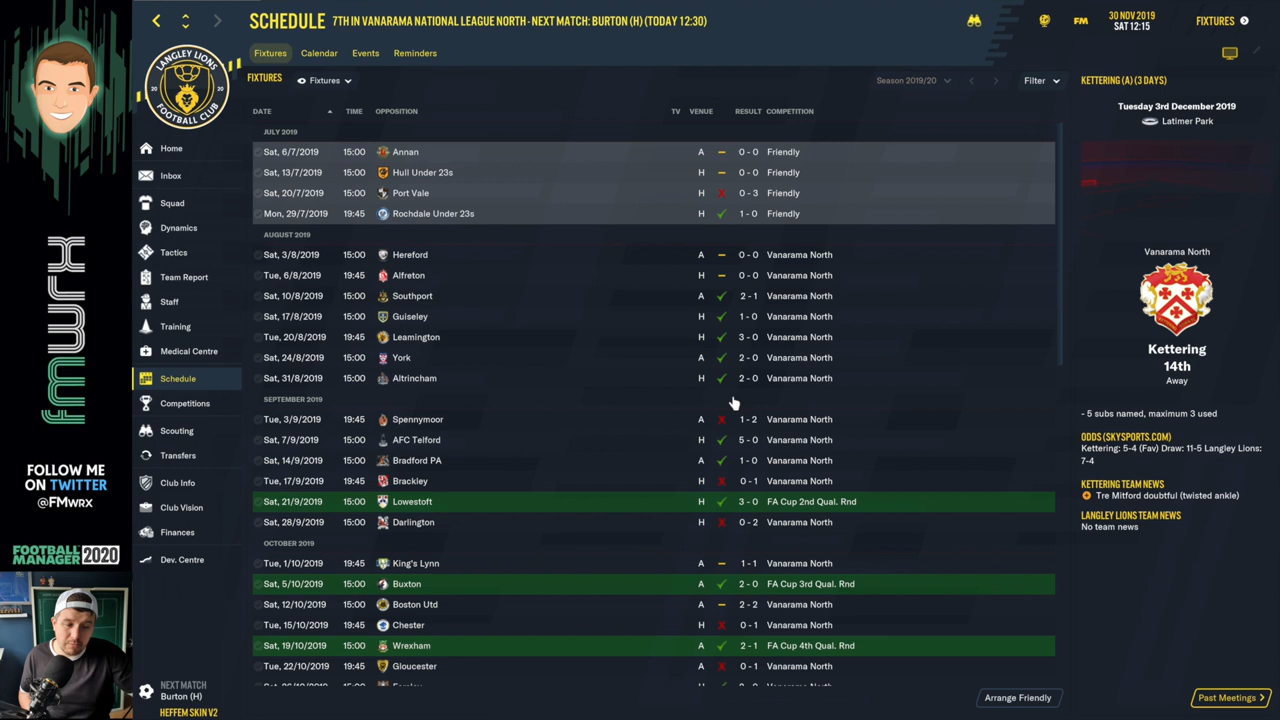 SCHEDULE 7TH IN VANARAMA NATIONAL LEAGUE NORTH - NEXT MATCH: BURTON (H) (TODAY 12:30)
FM
30 NOV 2019
SAT 12:15
FIXTURES
Fixtures Calendar Events Reminders
LANGLEY LIONS
20 20
FOOTBALL CLUB
FIXTURES Fixtures Season 2019/20 Filter
DATE TIME OPPOSITION TV VENUE RESULT COMPETITION
JULY 2019
Sat, 6/7/2019 15:00 Annan A 0 - 0 Friendly
Sat, 13/7/2019 15:00 Hull Under 23s H 0 - 0 Friendly
Sat, 20/7/2019 15:00 Port Vale H 0 - 3 Friendly
Mon, 29/7/2019 19:45 Rochdale Under 23s H 1 - 0 Friendly
AUGUST 2019
Sat, 3/8/2019 15:00 Hereford A 0 - 0 Vanarama North
Tue, 6/8/2019 19:45 Alfreton H 0 - 0 Vanarama North
Sat, 10/8/2019 15:00 Southport A 2 - 1 Vanarama North
Sat, 17/8/2019 15:00 Guiseley H 1 - 0 Vanarama North
Tue, 20/8/2019 19:45 Leamington H 3 - 0 Vanarama North
Sat, 24/8/2019 15:00 York A 2 - 0 Vanarama North
Sat, 31/8/2019 15:00 Altrincham H 2 - 0 Vanarama North
SEPTEMBER 2019
Tue, 3/9/2019 19:45 Spennymoor A 1 - 2 Vanarama North
Sat, 7/9/2019 15:00 AFC Telford H 5 - 0 Vanarama North
Sat, 14/9/2019 15:00 Bradford PA A 1 - 0 Vanarama North
Tue, 17/9/2019 19:45 Brackley H 0 - 1 Vanarama North
Sat, 21/9/2019 15:00 Lowestoft H 3 - 0 FA Cup 2nd Qual. Rnd
Sat, 28/9/2019 15:00 Darlington H 0 - 2 Vanarama North
OCTOBER 2019
Tue, 1/10/2019 19:45 King's Lynn A 1 - 1 Vanarama North
Sat, 5/10/2019 15:00 Buxton A 2 - 0 FA Cup 3rd Qual. Rnd
Sat, 12/10/2019 15:00 Boston Utd A 2 - 2 Vanarama North
Tue, 15/10/2019 19:45 Chester H 0 - 1 Vanarama North
Sat, 19/10/2019 15:00 Wrexham A 2 - 1 FA Cup 4th Qual. Rnd
Tue, 22/10/2019 19:45 Gloucester A 0 - 1 Vanarama North
Home
Inbox
Squad
Dynamics
Tactics
Team Report
Staff
Training
Medical Centre
Schedule
Competitions
Scouting
Transfers
Club Info
Club Vision
Finances
Dev. Centre
NEXT MATCH
Burton (H)
HEFFEM SKIN V2
Arrange Friendly
KETTERING (A) (3 DAYS)
Tuesday 3rd December 2019
Latimer Park
Vanarama North
Kettering
14th
Away
- 5 subs named, maximum 3 used
ODDS (SKYSPORTS.COM)
Kettering: 5-4 (Fav) Draw: 11-5 Langley Lions:
7-4
KETTERING TEAM NEWS
Tre Mitford doubtful (twisted ankle)
LANGLEY LIONS TEAM NEWS
No team news
Past Meetings
FMWRX
FOLLOW ME
ON TWITTER
@FMWRX
FOOTBALL
MANAGER 2020